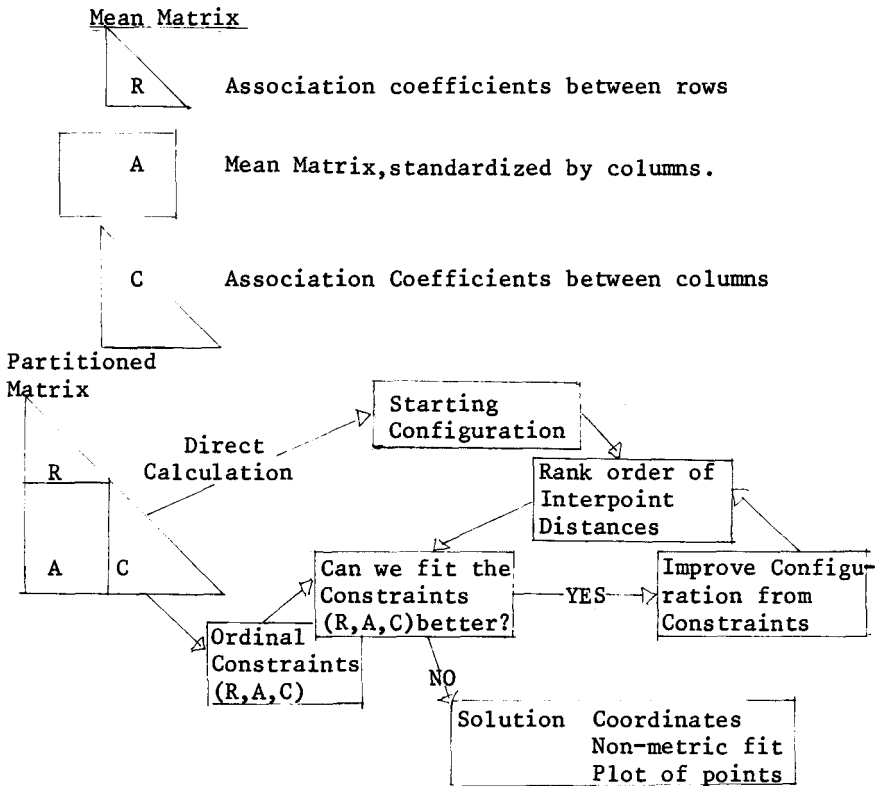 Mean Matrix
R
Association coefficients between rows
A
Mean Matrix,standardized by columns.
C
Association Coefficients between columns
Partitioned
Matrix
R
A
C
Direct
Calculation
Starting
Configuration
Rank order of
Interpoint
Distances
Can we fit the
Constraints
(R,A,C)better?
YES
Improve Configu-
ration from
Constraints
Ordinal
Constraints
(R,A,C)
NO
Solution Coordinates
Non-metric fit
Plot of points